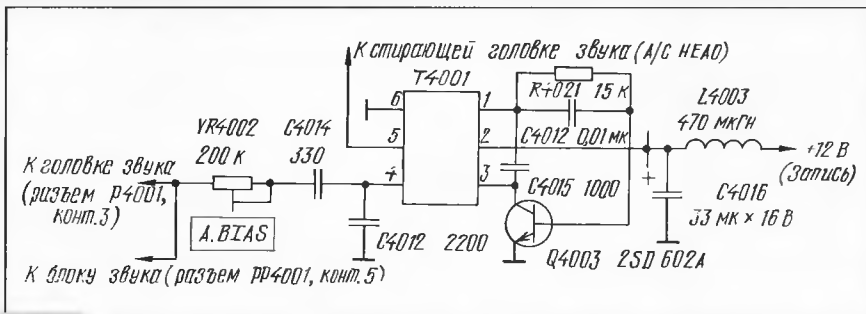 К стирающей головке звука (A/C HEAD)
T4001
R4021 15 к
L4003
470 мкГн
VR4002
200 к
C4014
330
6
5
4
1
2
3
C4012 0,01 мк
+12 В
(Запись)
+
К головке звука
(разъем P4001,
конт.3)
A.BIAS
C4015 1000
C4016
33 мк × 16 В
C4012 2200
Q4003 2SD 602A
К блоку звука (разъем PP4001, конт.5)